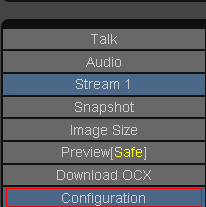 Talk
Audio
Stream 1
Snapshot
Image Size
Preview[Safe]
Download OCX
Configuration